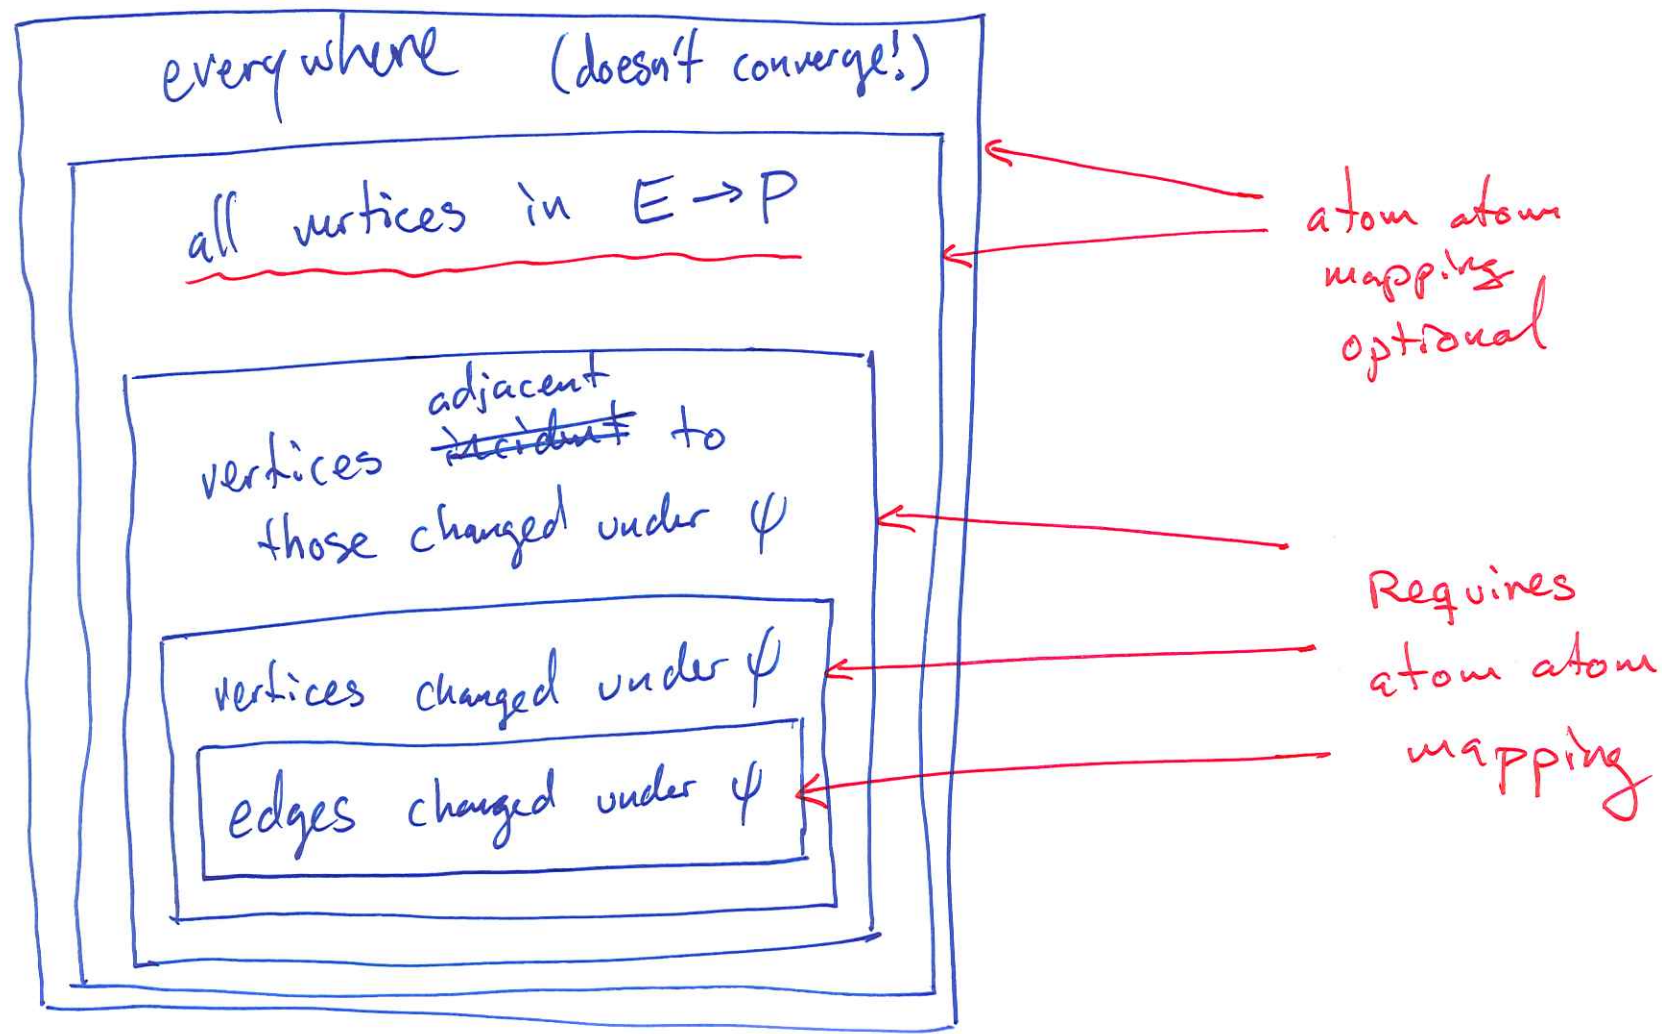 everywhere (doesn't converge!)
all vertices in E → P
atom atom
mapping
optional
adjacent
vertices incident to
those changed under ψ
vertices changed under ψ
edges changed under ψ
Requires
atom atom
mapping